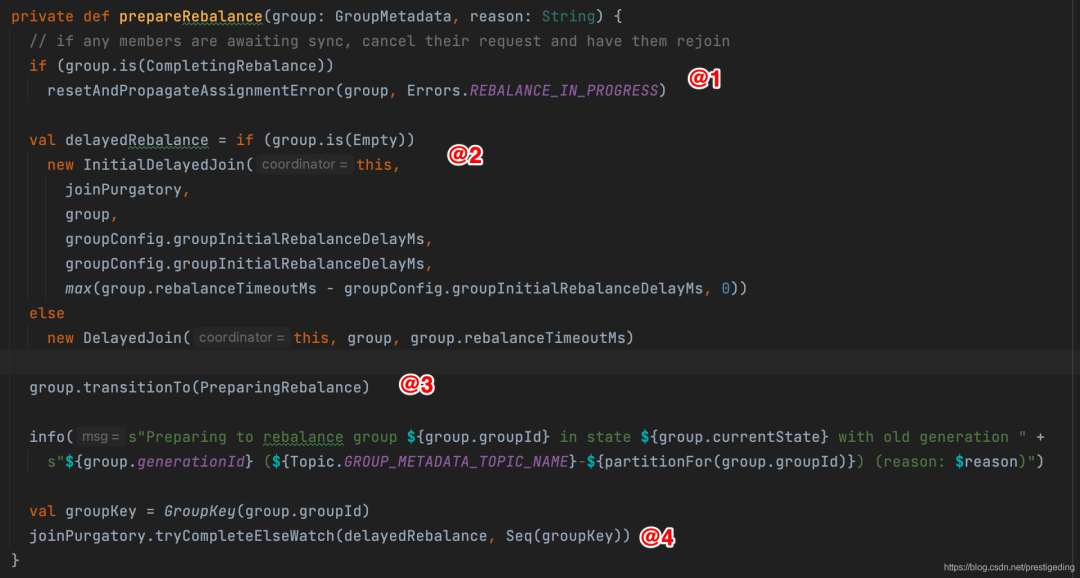 private def prepareRebalance(group: GroupMetadata, reason: String) {
// if any members are awaiting sync, cancel their request and have them rejoin
if (group.is(CompletingRebalance))
@1
resetAndPropagateAssignmentError(group, Errors.REBALANCE_IN_PROGRESS)
val delayedRebalance = if (group.is(Empty))
@2
new InitialDelayedJoin( coordinator = this,
joinPurgatory,
group,
groupConfig.groupInitialRebalanceDelayMs,
groupConfig.groupInitialRebalanceDelayMs,
max(group.rebalanceTimeoutMs - groupConfig.groupInitialRebalanceDelayMs, 0))
else
new DelayedJoin( coordinator = this, group, group.rebalanceTimeoutMs)
group.transitionTo(PreparingRebalance) @3
info( msg = s"Preparing to rebalance group ${group.groupId} in state ${group.currentState} with old generation " +
s"${group.generationId} (${Topic.GROUP_METADATA_TOPIC_NAME}-${partitionFor(group.groupId)}) (reason: $reason)")
val groupKey = GroupKey(group.groupId)
joinPurgatory.tryCompleteElseWatch(delayedRebalance, Seq(groupKey)) @4
}
https://blog.csdn.net/prestigeding